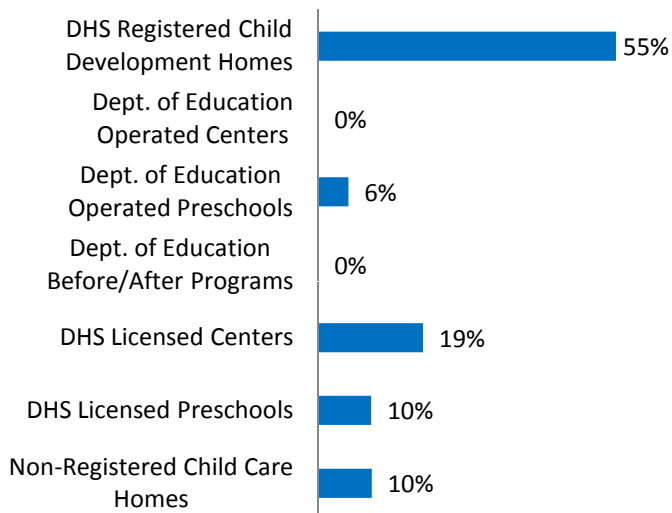 DHS Registered Child
Development Homes
55%
Dept. of Education
Operated Centers
0%
Dept. of Education
Operated Preschools
6%
Dept. of Education
Before/After Programs
0%
DHS Licensed Centers
19%
DHS Licensed Preschools
10%
Non-Registered Child Care
Homes
10%